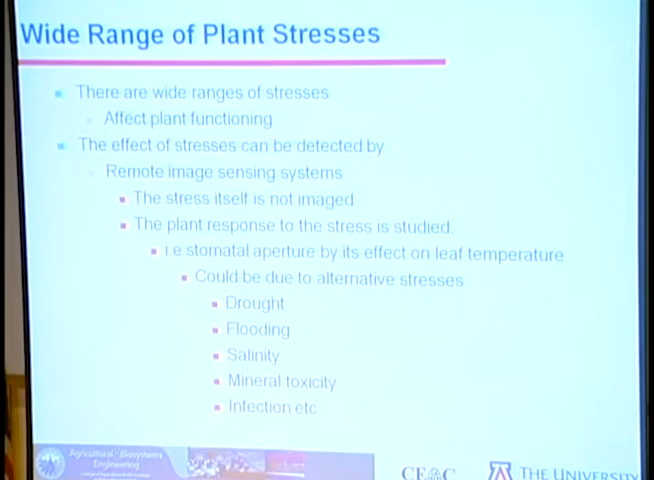 Wide Range of Plant Stresses
There are wide ranges of stresses
Affect plant functioning
The effect of stresses can be detected by
Remote image sensing systems
The stress itself is not imaged
The plant response to the stress is studied
i.e stomatal aperture by its effect on leaf temperature
Could be due to alternative stresses
Drought
Flooding
Salinity
Mineral toxicity
Infection etc.
Agricultural - Biosystems
Engineering
CEAC
THE UNIVERSITY